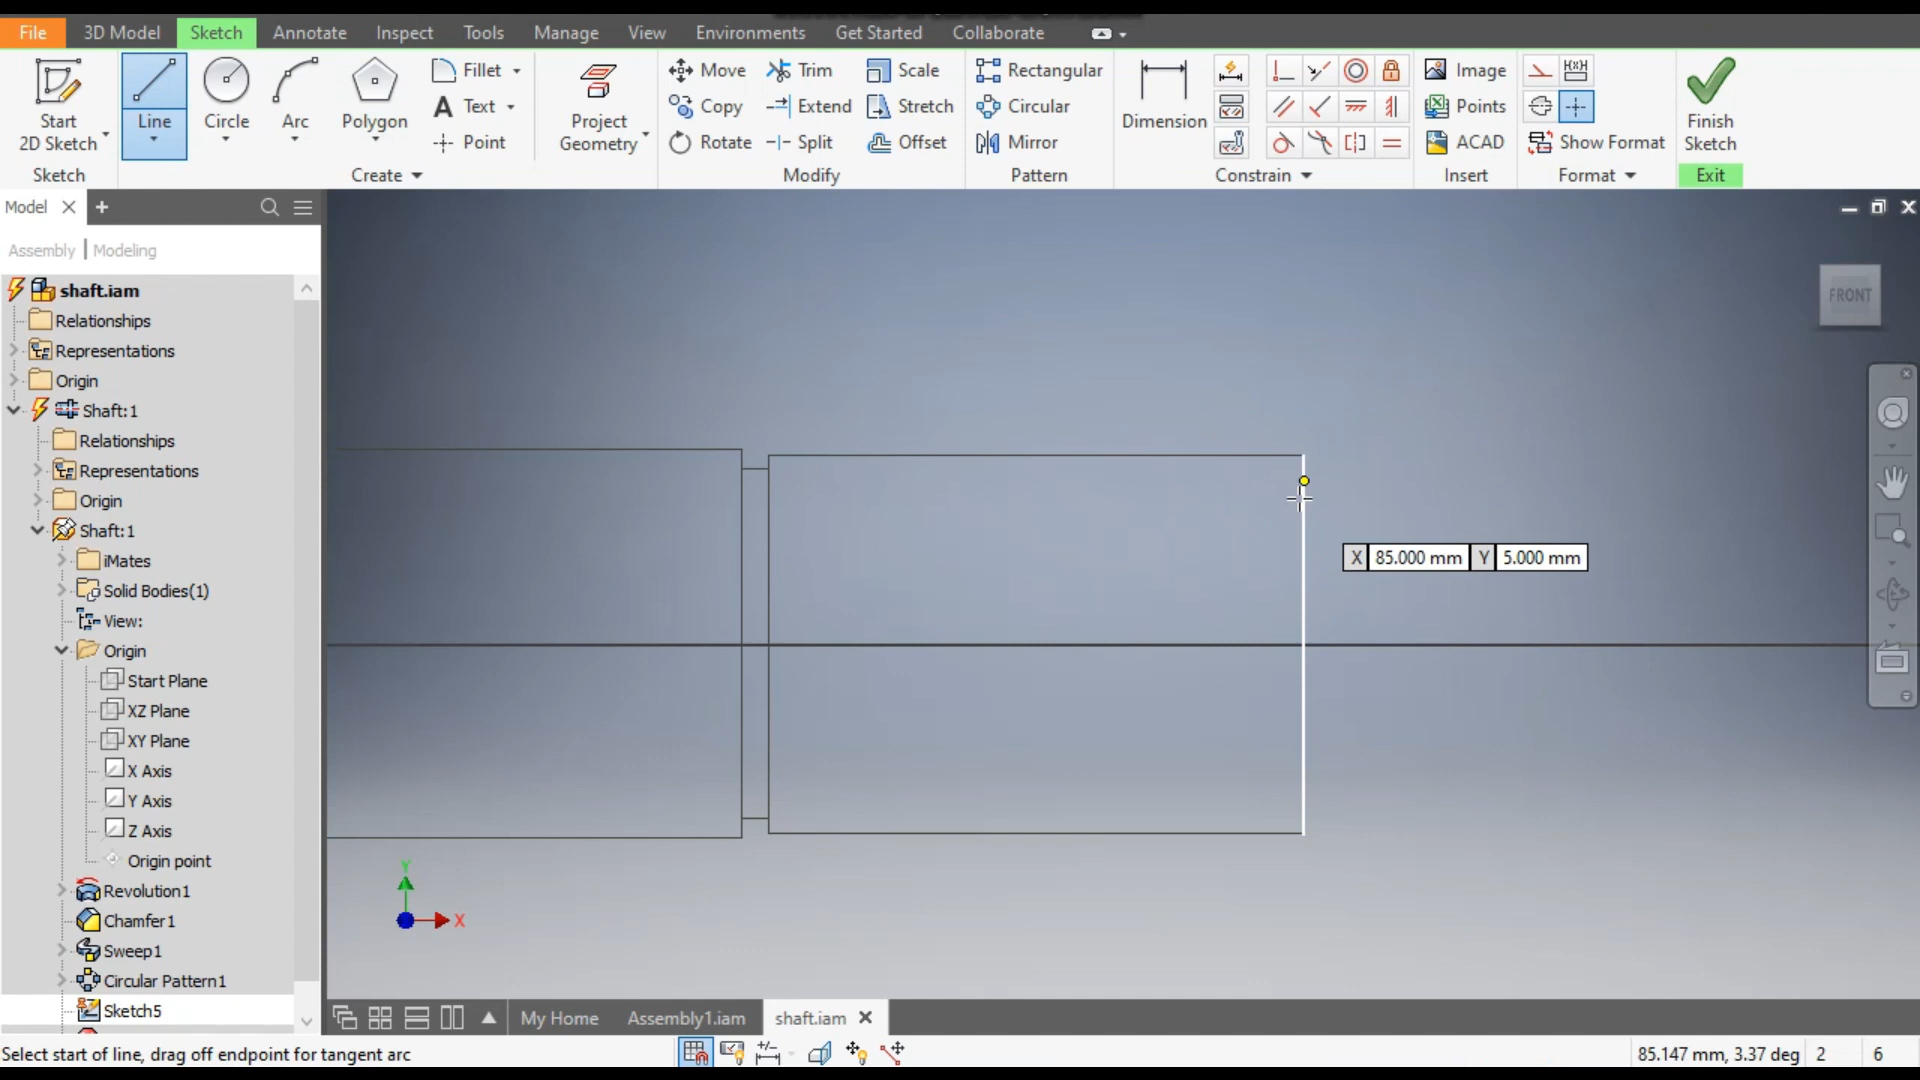 File 3D Model Sketch Annotate Inspect Tools Manage View Environments Get Started Collaborate
Start 2D Sketch
Line
Circle
Arc
Polygon
Fillet
Text
Point
Project Geometry
Move Trim Scale
Copy Extend Stretch
Rotate Split Offset
Rectangular
Circular
Mirror
Dimension
Image
Points
ACAD
Show Format
Finish Sketch
Sketch Create Modify Pattern Constrain Insert Format Exit
Model
Assembly | Modeling
shaft.iam
Relationships
Representations
Origin
Shaft:1
Relationships
Representations
Origin
Shaft:1
iMates
Solid Bodies(1)
View:
Origin
Start Plane
XZ Plane
XY Plane
X Axis
Y Axis
Z Axis
Origin point
Revolution1
Chamfer1
Sweep1
Circular Pattern1
Sketch5
FRONT
X 85.000 mm Y 5.000 mm
Y
X
My Home Assembly1.iam shaft.iam
Select start of line, drag off endpoint for tangent arc
85.147 mm, 3.37 deg 2 6